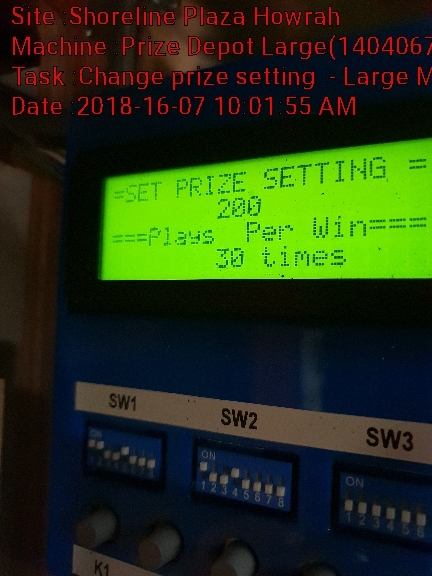 Site :Shoreline Plaza Howrah
Machine :Prize Depot Large(1404067
Task :Change prize setting - Large M
Date :2018-16-07 10:01:55 AM
=SET PRIZE SETTING =
200
===Plays Per Win===
30 times
SW1 SW2 SW3
ON ON ON
1 2 3 4 5 6 7 8 1 2 3 4 5 6
K1